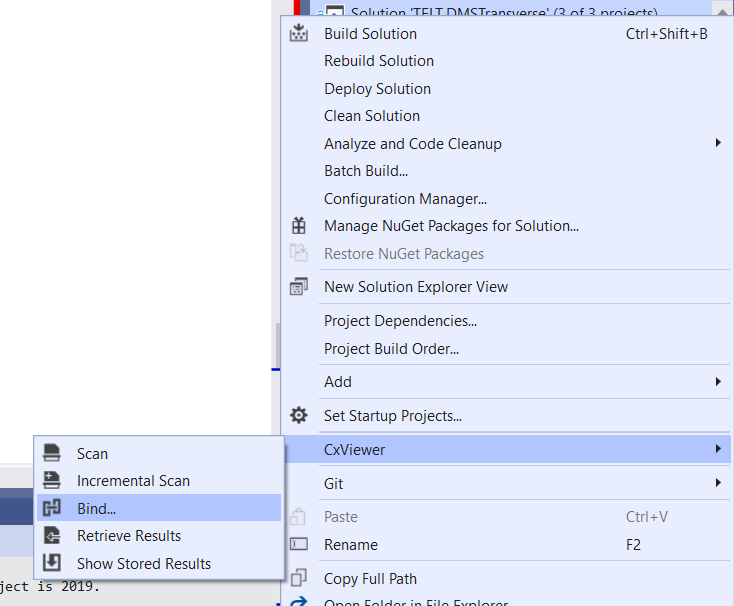 Solution 'TELT.DMSTransverse' (3 of 3 projects)
Build Solution Ctrl+Shift+B
Rebuild Solution
Deploy Solution
Clean Solution
Analyze and Code Cleanup
Batch Build...
Configuration Manager...
Manage NuGet Packages for Solution...
Restore NuGet Packages
New Solution Explorer View
Project Dependencies...
Project Build Order...
Add
Set Startup Projects...
CxViewer
Git
Paste Ctrl+V
Rename F2
Copy Full Path
Open Folder in File Explorer
Scan
Incremental Scan
Bind...
Retrieve Results
Show Stored Results
ject is 2019.